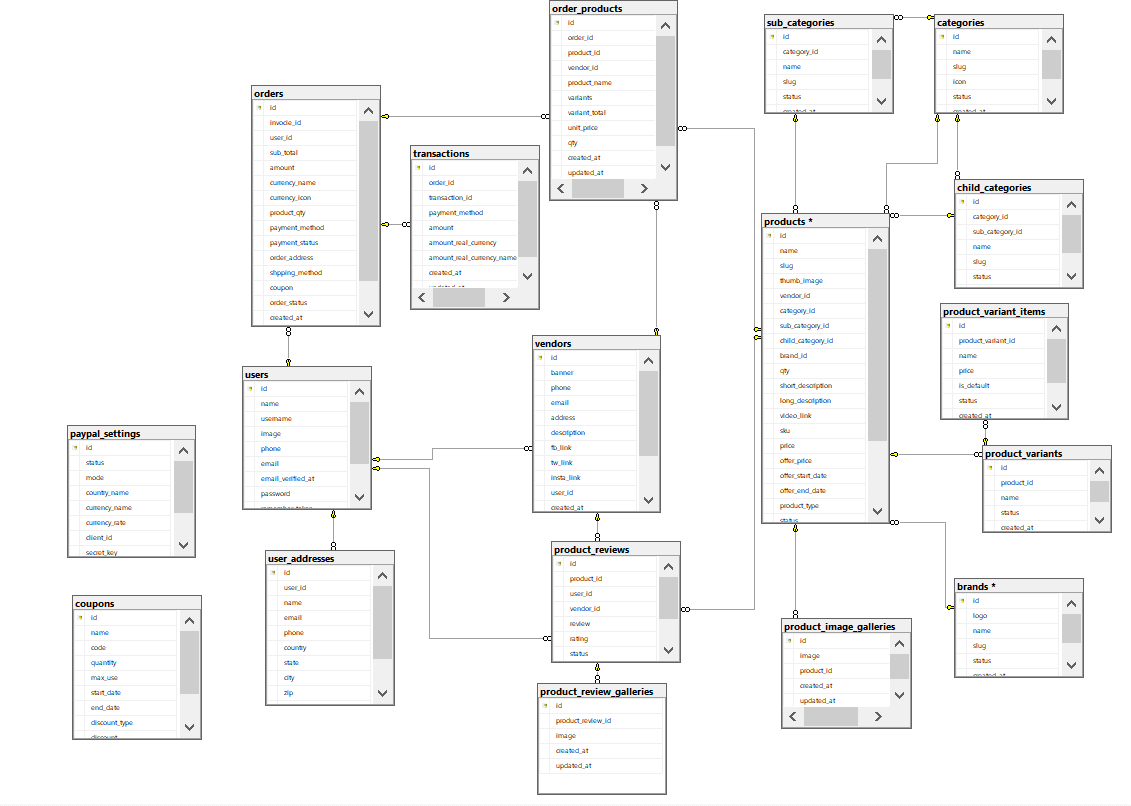 order_products
id
order_id
product_id
vendor_id
product_name
variants
variant_total
unit_price
qty
created_at
updated_at
sub_categories
id
category_id
name
slug
status
created_at
categories
id
name
slug
icon
status
created_at
orders
id
invocie_id
user_id
sub_total
amount
currency_name
currency_icon
product_qty
payment_method
payment_status
order_address
shpping_method
coupon
order_status
created_at
transactions
id
order_id
transaction_id
payment_method
amount
amount_real_currency
amount_real_currency_name
created_at
updated_at
child_categories
id
category_id
sub_category_id
name
slug
status
products *
id
name
slug
thumb_image
vendor_id
category_id
sub_category_id
child_category_id
brand_id
qty
short_description
long_description
video_link
sku
price
offer_price
offer_start_date
offer_end_date
product_type
status
product_variant_items
id
product_variant_id
name
price
is_default
status
created_at
vendors
id
banner
phone
email
address
description
fb_link
tw_link
insta_link
user_id
created_at
users
id
name
username
image
phone
email
email_verified_at
password
remember_token
paypal_settings
id
status
mode
country_name
currency_name
currency_rate
client_id
secret_key
product_variants
id
product_id
name
status
created_at
user_addresses
id
user_id
name
email
phone
country
state
city
zip
product_reviews
id
product_id
user_id
vendor_id
review
rating
status
brands *
id
logo
name
slug
status
created_at
coupons
id
name
code
quantity
max_use
start_date
end_date
discount_type
discount
product_image_galleries
id
image
product_id
created_at
updated_at
product_review_galleries
id
product_review_id
image
created_at
updated_at